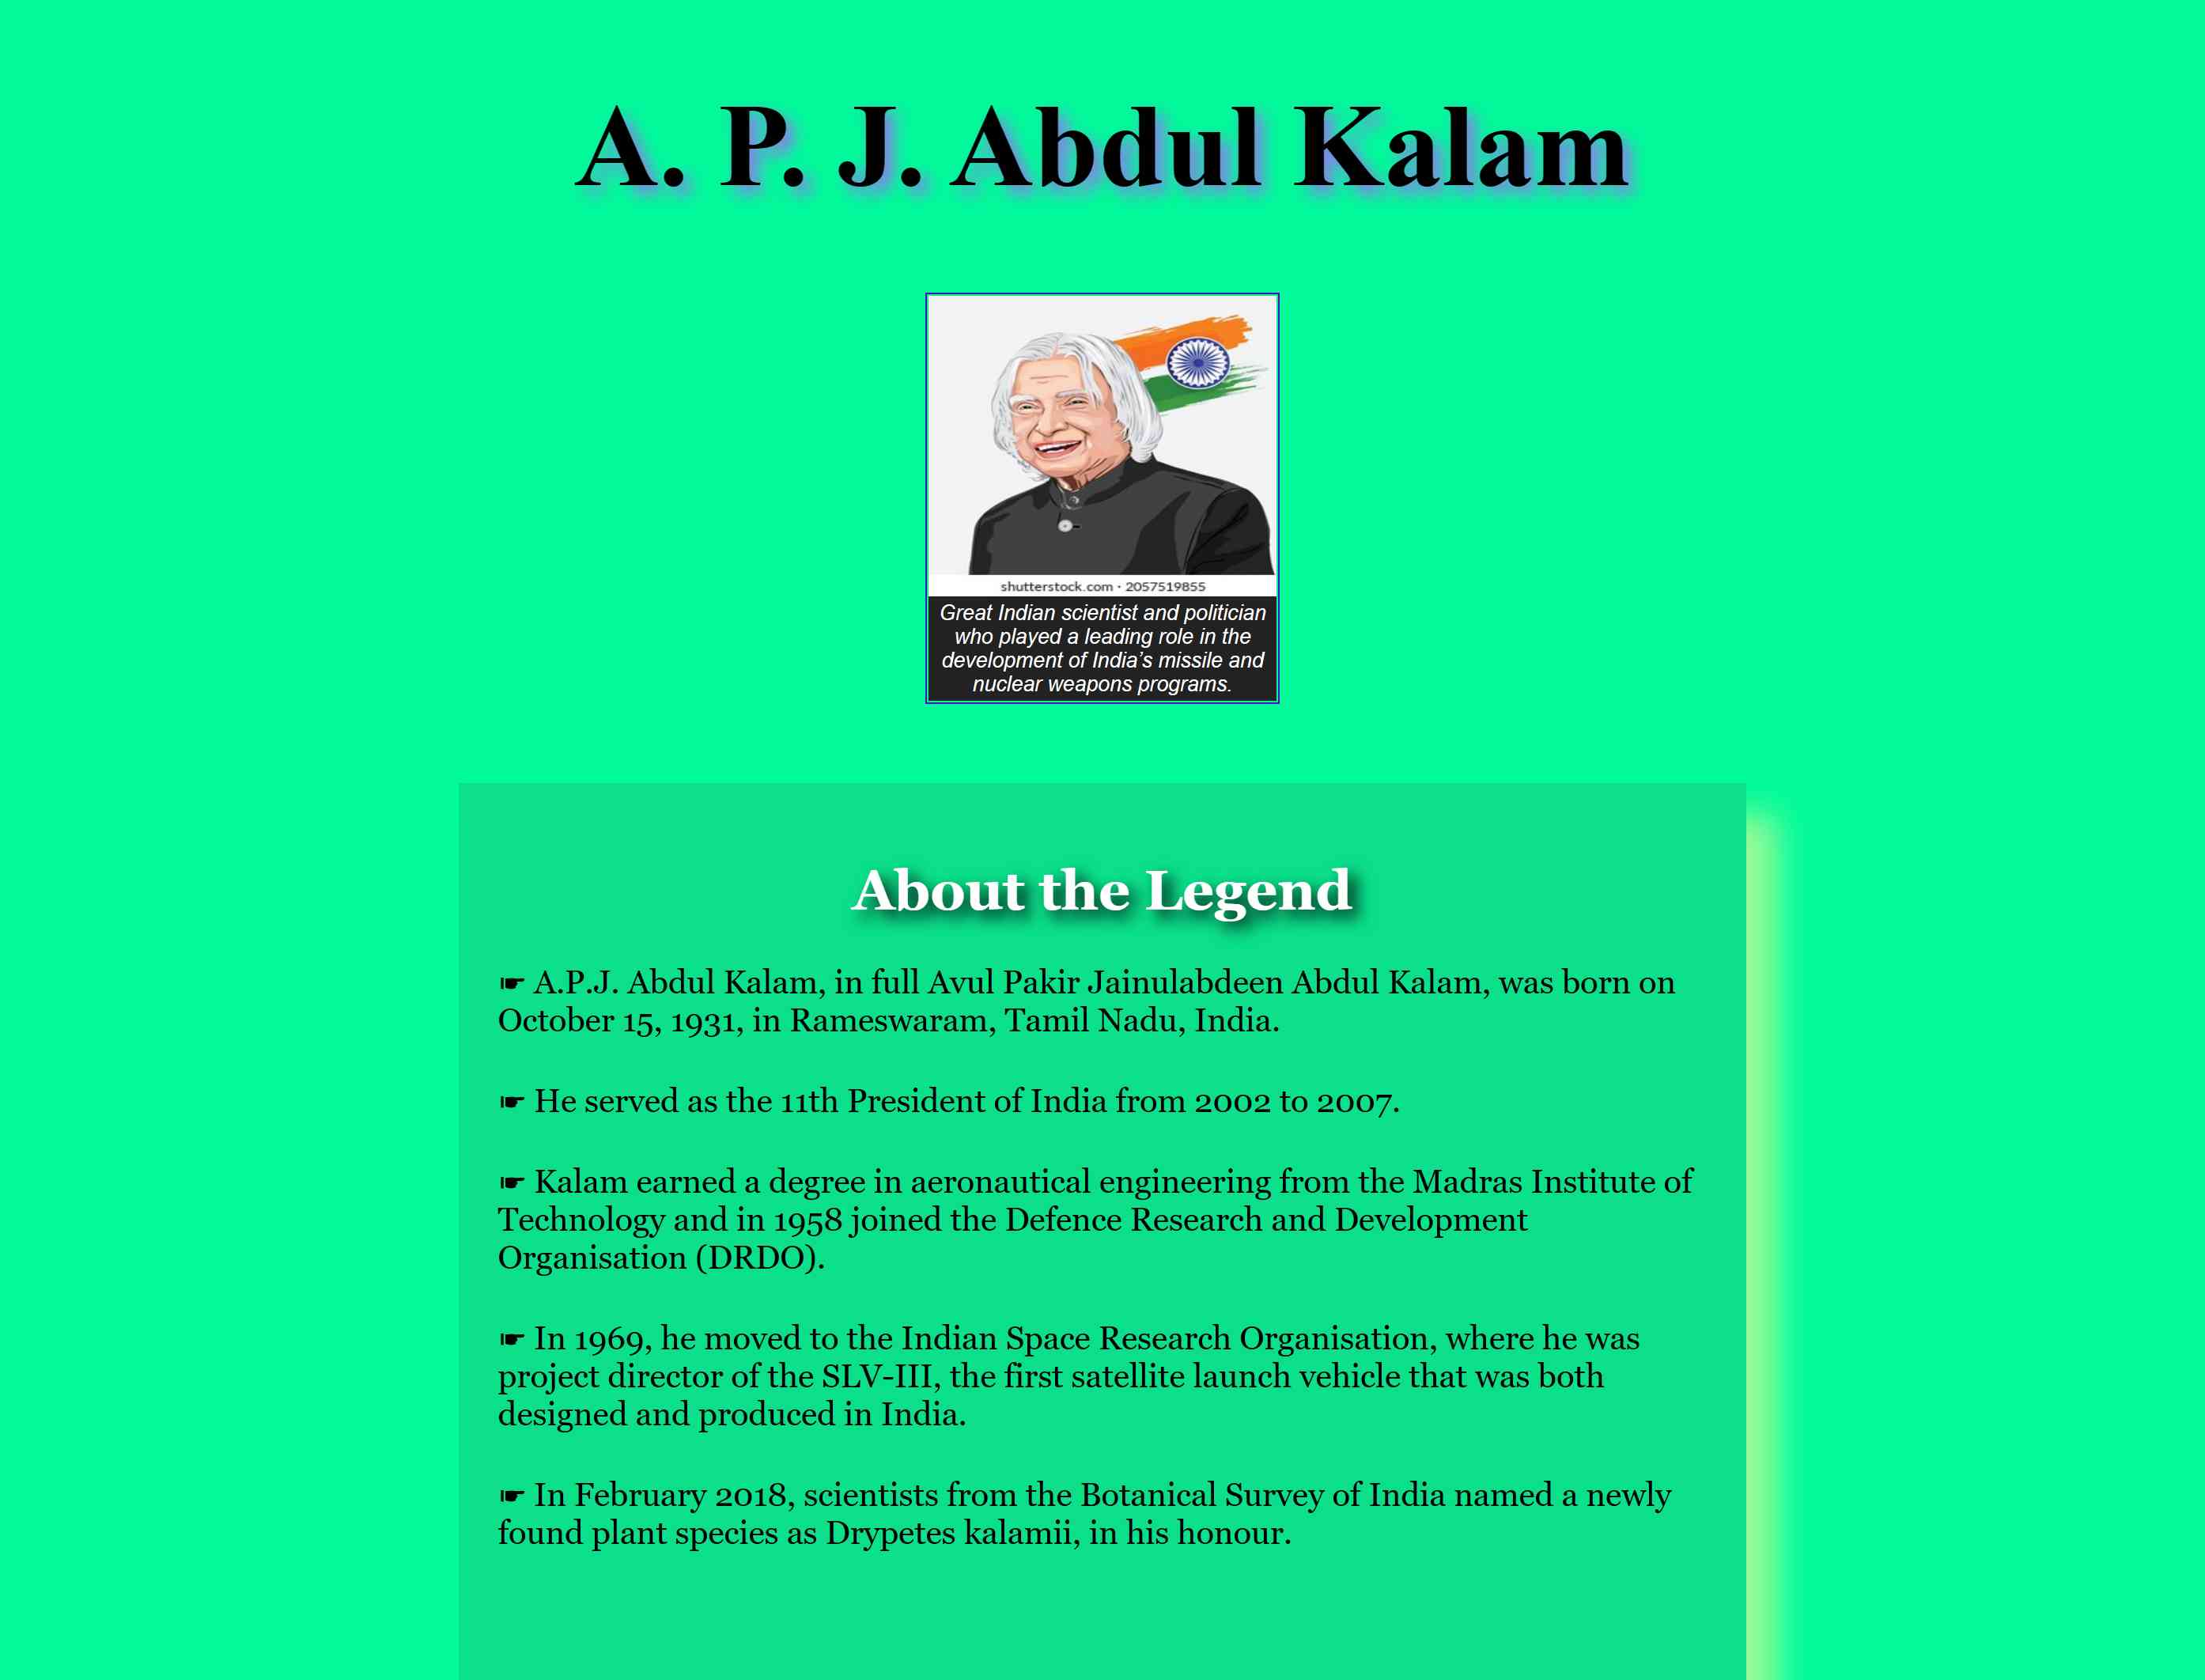 A. P. J. Abdul Kalam
shutterstock.com · 2057519855
Great Indian scientist and politician
who played a leading role in the
development of India’s missile and
nuclear weapons programs.
About the Legend
☛ A.P.J. Abdul Kalam, in full Avul Pakir Jainulabdeen Abdul Kalam, was born on
October 15, 1931, in Rameswaram, Tamil Nadu, India.
☛ He served as the 11th President of India from 2002 to 2007.
☛ Kalam earned a degree in aeronautical engineering from the Madras Institute of
Technology and in 1958 joined the Defence Research and Development
Organisation (DRDO).
☛ In 1969, he moved to the Indian Space Research Organisation, where he was
project director of the SLV-III, the first satellite launch vehicle that was both
designed and produced in India.
☛ In February 2018, scientists from the Botanical Survey of India named a newly
found plant species as Drypetes kalamii, in his honour.